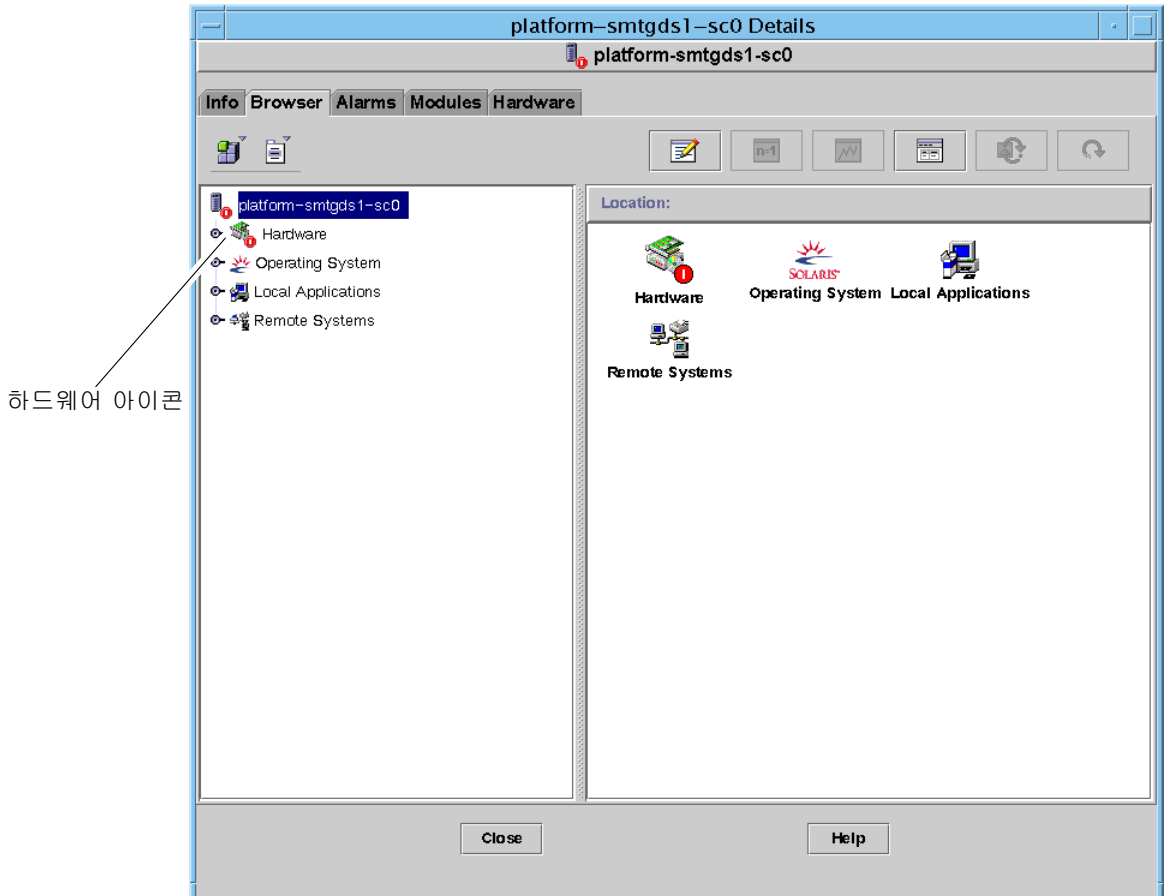 platform-smtgds1-sc0 Details
platform-smtgds1-sc0
Info Browser Alarms Modules Hardware
n=1
platform-smtgds1-sc0
Hardware
Operating System
Local Applications
Remote Systems
하드웨어 아이콘
Location:
Hardware
SOLARIS
Operating System
Local Applications
Remote Systems
Close
Help